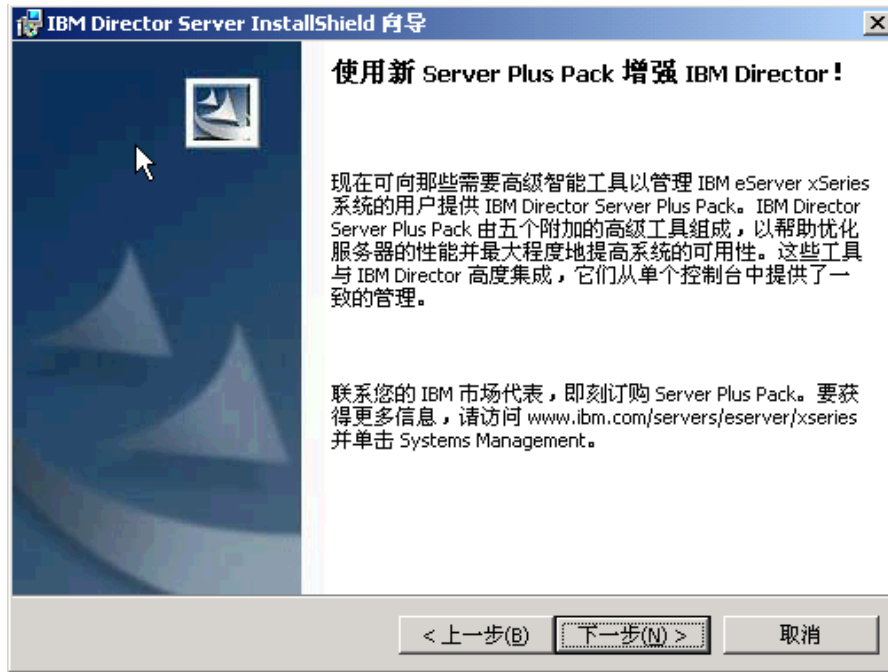 IBM Director Server InstallShield 向导
使用新 Server Plus Pack 增强 IBM Director！
现在可向那些需要高级智能工具以管理 IBM eServer xSeries
系统的用户提供 IBM Director Server Plus Pack。IBM Director
Server Plus Pack 由五个附加的高级工具组成，以帮助优化
服务器的性能并最大程度地提高系统的可用性。这些工具
与 IBM Director 高度集成，它们从单个控制台中提供了一
致的管理。
联系您的 IBM 市场代表，即刻订购 Server Plus Pack。要获
得更多信息，请访问 www.ibm.com/servers/eserver/xseries
并单击 Systems Management。
< 上一步(B)
下一步(N) >
取消